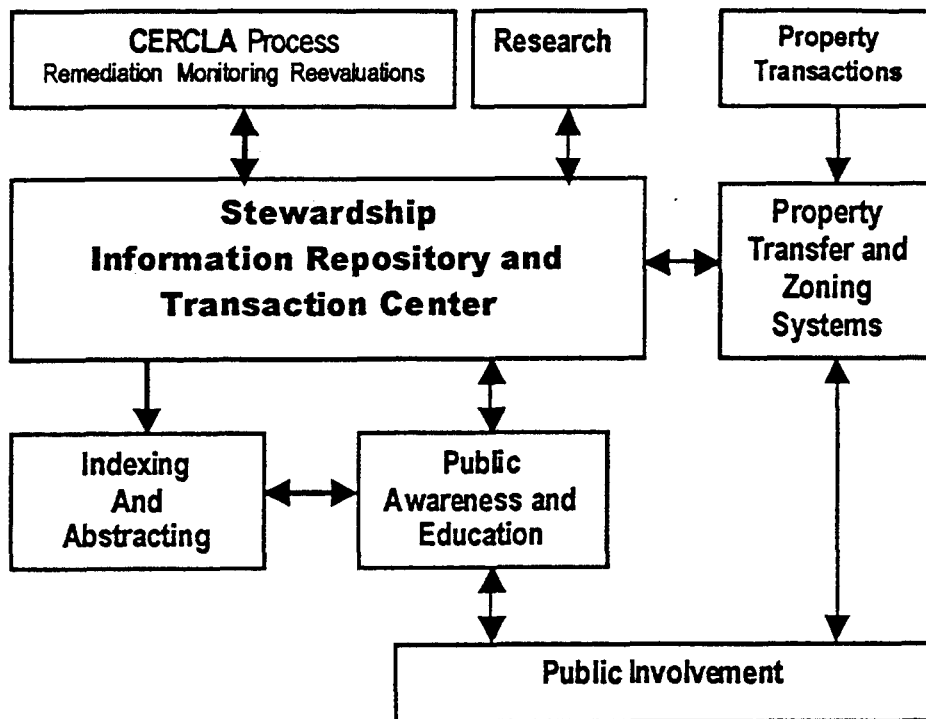 CERCLA Process
Remediation Monitoring Reevaluations
Research
Property
Transactions
Stewardship
Information Repository and
Transaction Center
Property
Transfer and
Zoning
Systems
Indexing
And
Abstracting
Public
Awareness and
Education
Public Involvement